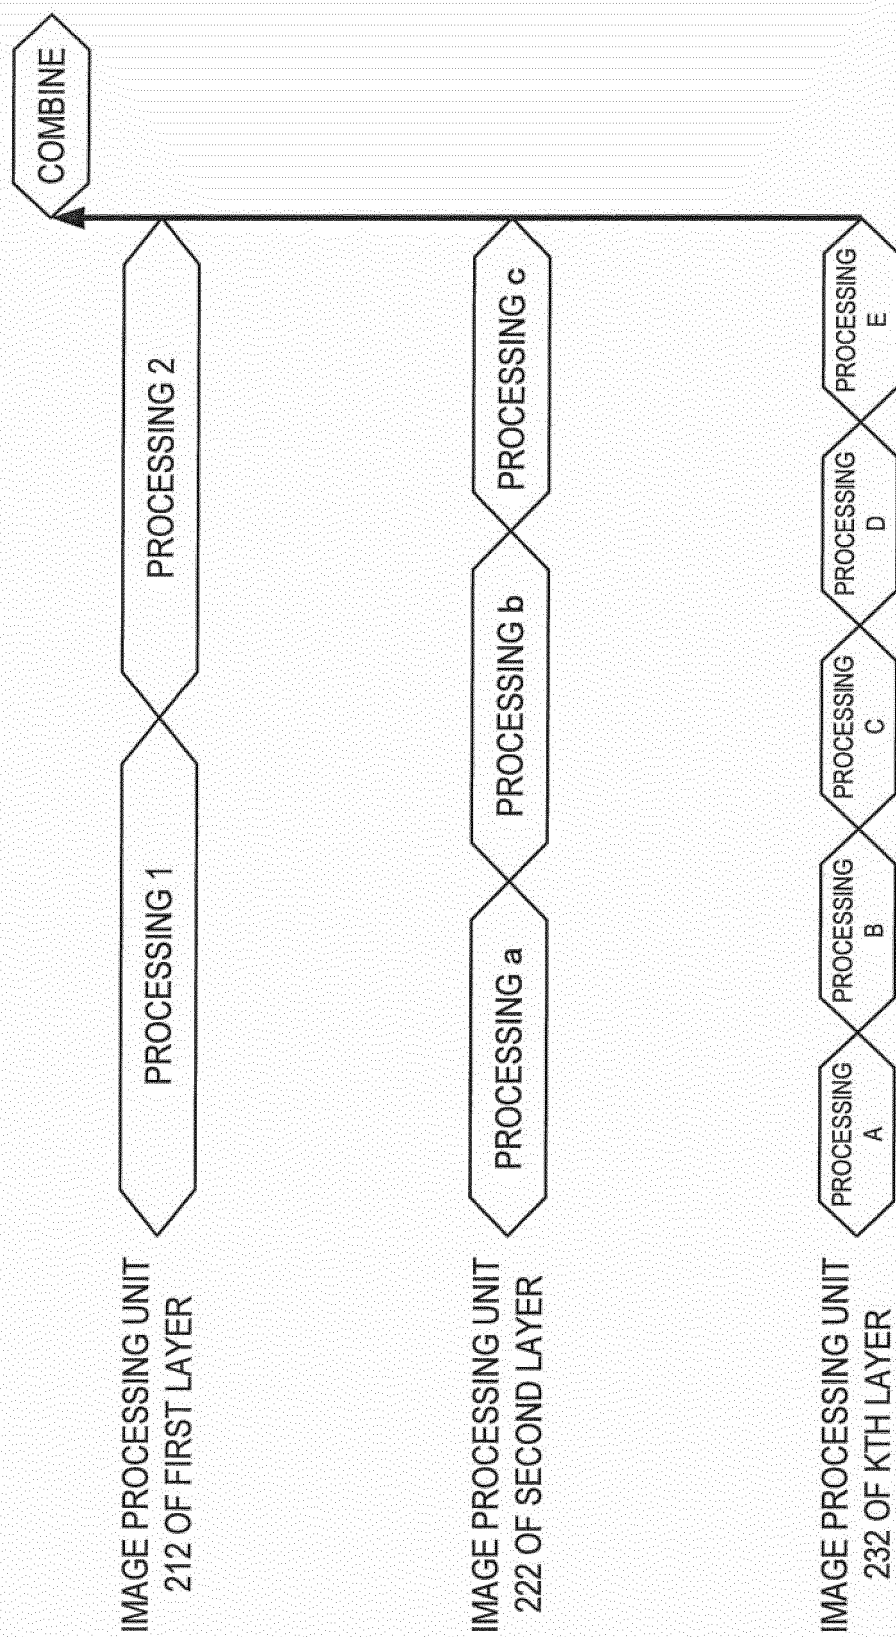 COMBINE
IMAGE PROCESSING UNIT
212 OF FIRST LAYER
PROCESSING 1
PROCESSING 2
IMAGE PROCESSING UNIT
222 OF SECOND LAYER
PROCESSING a
PROCESSING b
PROCESSING c
IMAGE PROCESSING UNIT
232 OF KTH LAYER
PROCESSING
A
PROCESSING
B
PROCESSING
C
PROCESSING
D
PROCESSING
E